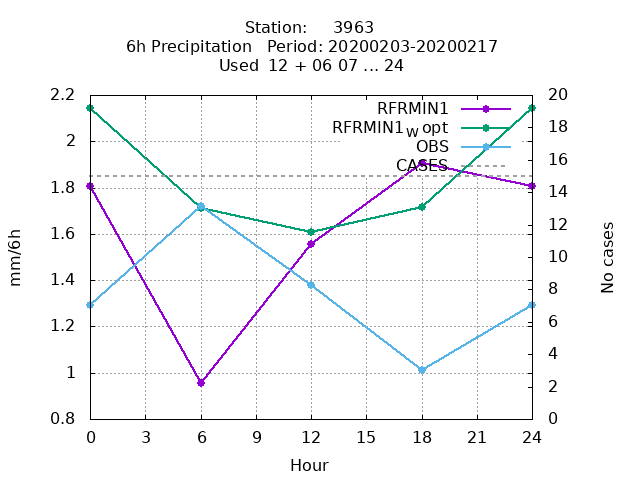 Station: 3963
6h Precipitation Period: 20200203-20200217
Used 12 + 06 07 ... 24
2.2
2
1.8
1.6
1.4
1.2
1
0.8
mm/6h
20
18
16
14
12
10
8
6
4
2
0
No cases
RFRMIN1
RFRMIN1wopt
OBS
CASES
0 3 6 9 12 15 18 21 24
Hour